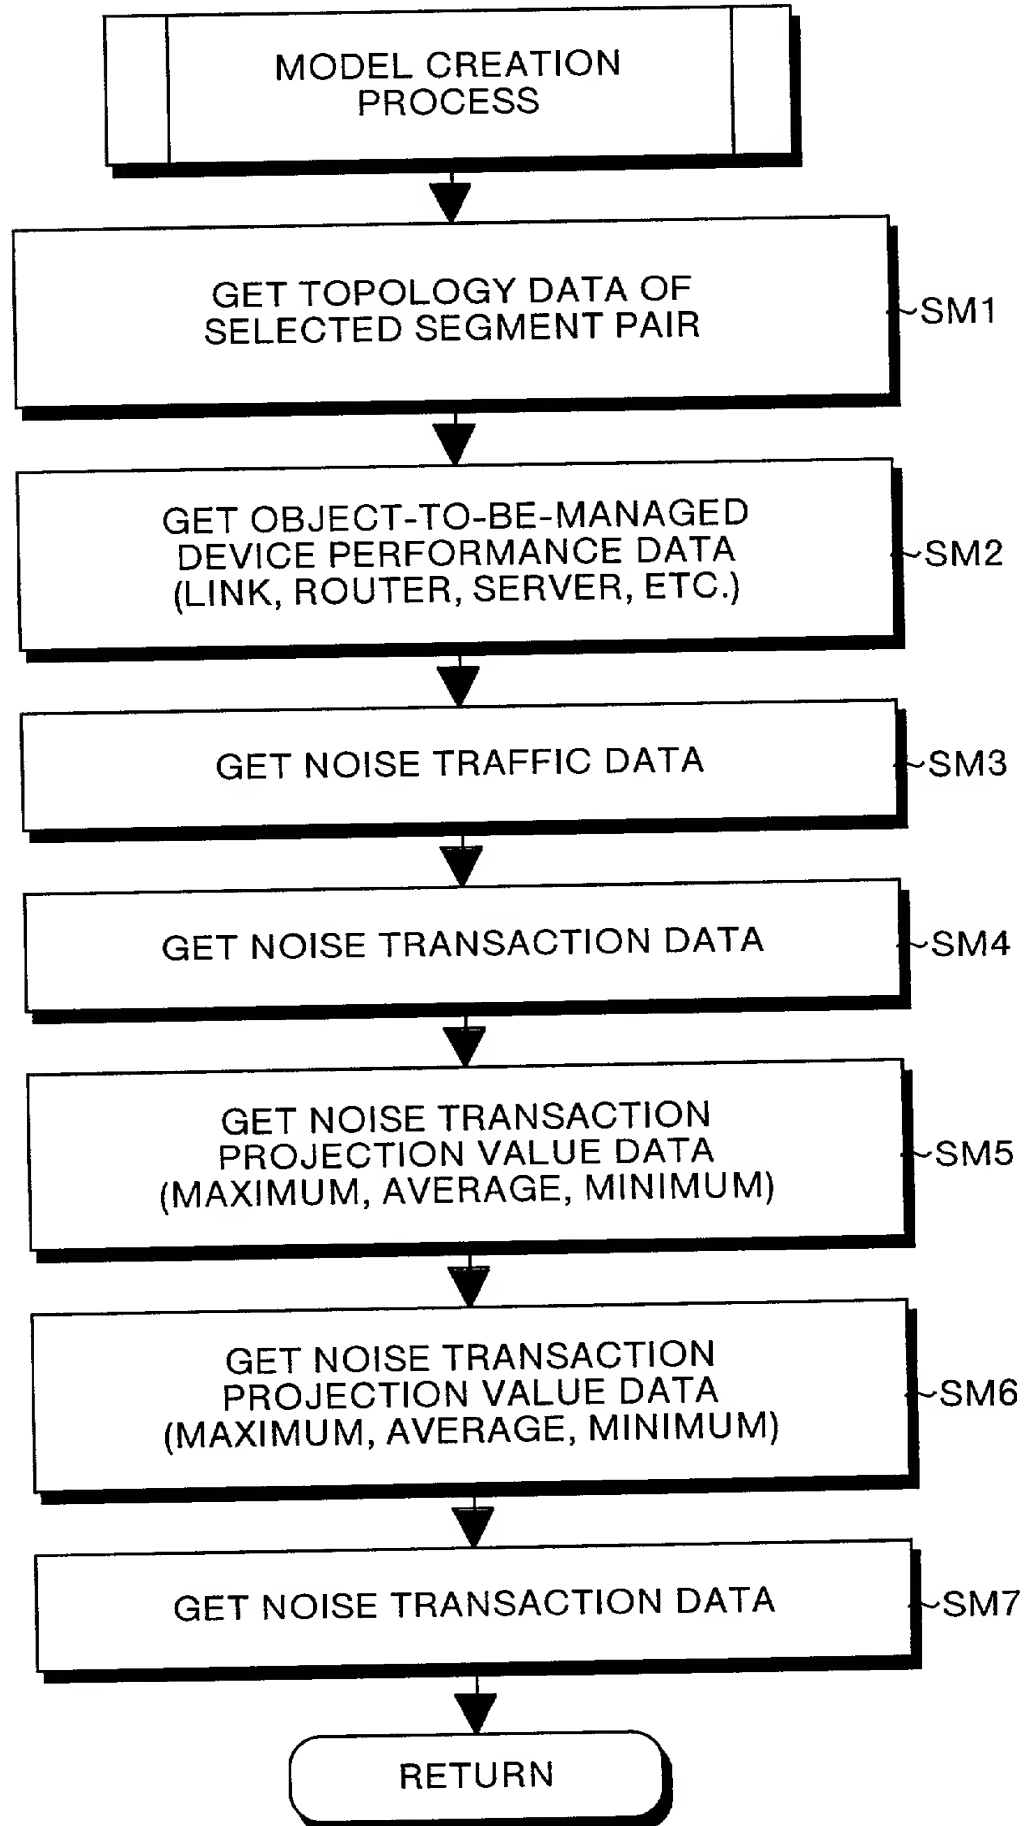 MODEL CREATION
PROCESS
GET TOPOLOGY DATA OF
SELECTED SEGMENT PAIR
SM1
GET OBJECT-TO-BE-MANAGED
DEVICE PERFORMANCE DATA
(LINK, ROUTER, SERVER, ETC.)
SM2
GET NOISE TRAFFIC DATA
SM3
GET NOISE TRANSACTION DATA
SM4
GET NOISE TRANSACTION
PROJECTION VALUE DATA
(MAXIMUM, AVERAGE, MINIMUM)
SM5
GET NOISE TRANSACTION
PROJECTION VALUE DATA
(MAXIMUM, AVERAGE, MINIMUM)
SM6
GET NOISE TRANSACTION DATA
SM7
RETURN